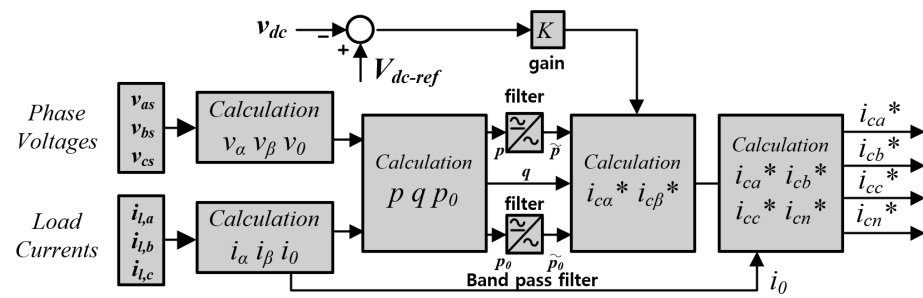 v_dc
−
+
K
V_dc-ref
gain
Phase Voltages
v_as
v_bs
v_cs
Calculation
v_α v_β v_0
Load Currents
i_l,a
i_l,b
i_l,c
Calculation
i_α i_β i_0
Calculation
p q p_0
filter
p
p̃
q
filter
p_0
p̃_0
Band pass filter
Calculation
i_cα* i_cβ*
Calculation
i_ca* i_cb*
i_cc* i_cn*
i_ca*
i_cb*
i_cc*
i_cn*
i_0